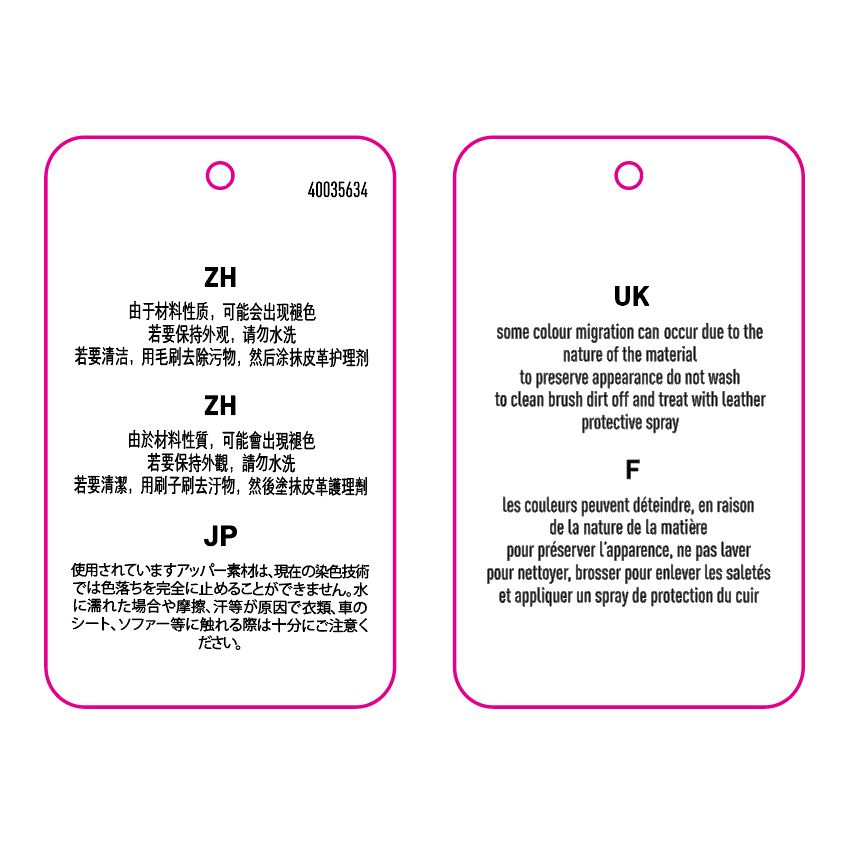 40035634
ZH
由于材料性质，可能会出现褪色
若要保持外观，请勿水洗
若要清洁，用毛刷去除污物，然后涂抹皮革护理剂
ZH
由於材料性質，可能會出現褪色
若要保持外觀，請勿水洗
若要清潔，用刷子刷去汙物，然後塗抹皮革護理劑
JP
使用されていますアッパー素材は、現在の染色技術
では色落ちを完全に止めることができません。水
に濡れた場合や摩擦、汗等が原因で衣類、車の
シート、ソファー等に触れる際は十分にご注意く
ださい。
UK
some colour migration can occur due to the
nature of the material
to preserve appearance do not wash
to clean brush dirt off and treat with leather
protective spray
F
les couleurs peuvent déteindre, en raison
de la nature de la matière
pour préserver l'apparence, ne pas laver
pour nettoyer, brosser pour enlever les saletés
et appliquer un spray de protection du cuir